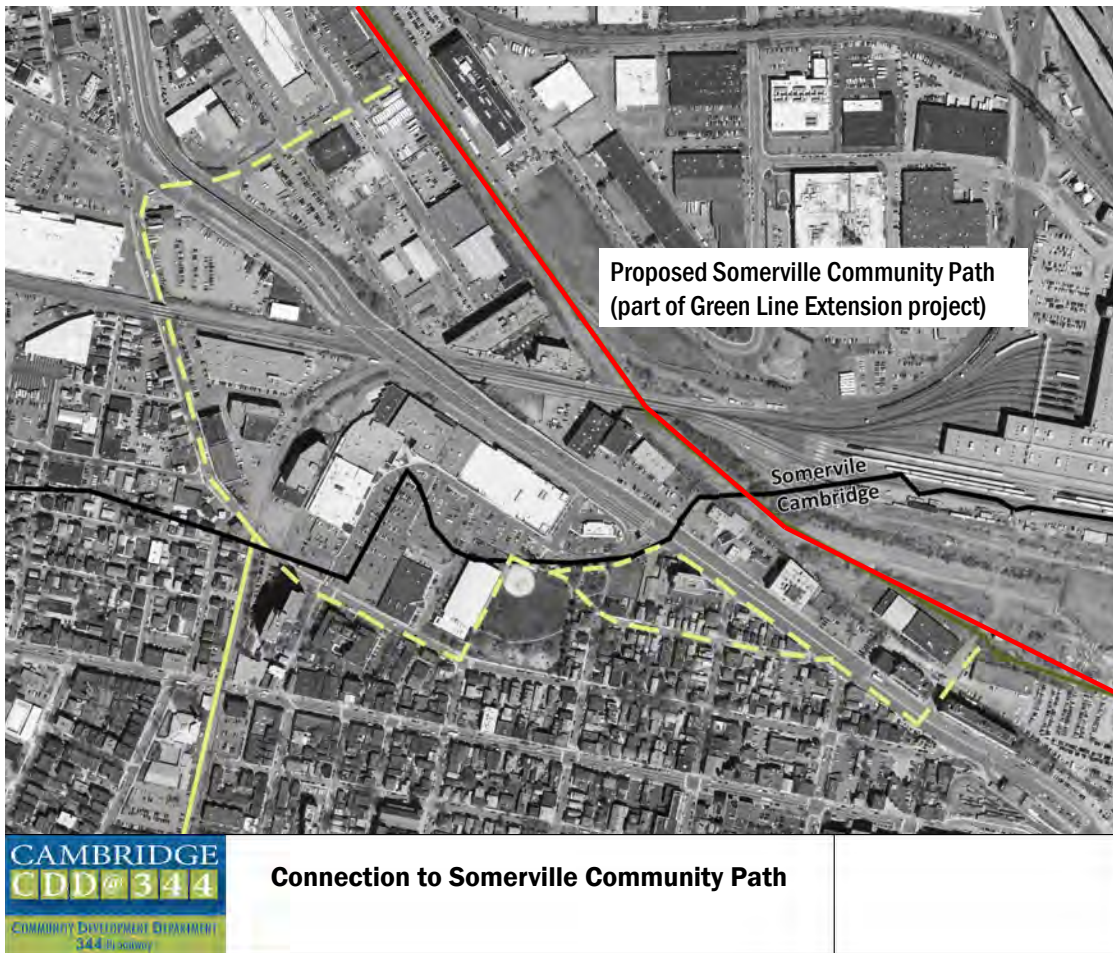 Proposed Somerville Community Path
(part of Green Line Extension project)
Somervile
Cambridge
CAMBRIDGE
CDD@344
COMMUNITY DEVELOPMENT DEPARTMENT
344 Broadway
Connection to Somerville Community Path